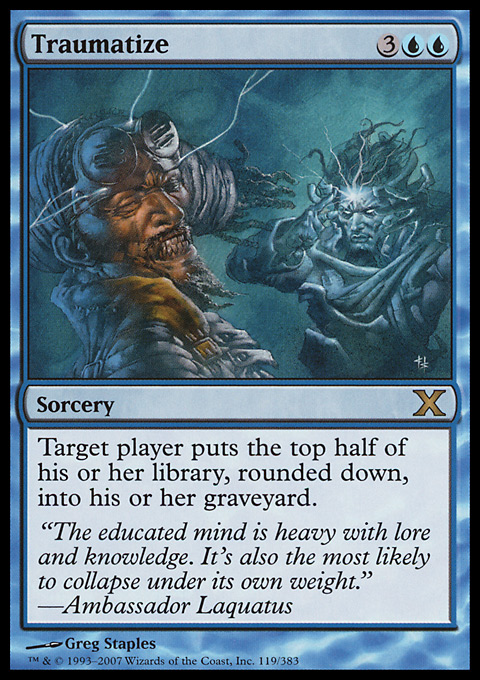 Traumatize 3
Sorcery X
Target player puts the top half of
his or her library, rounded down,
into his or her graveyard.
“The educated mind is heavy with lore
and knowledge. It’s also the most likely
to collapse under its own weight.”
—Ambassador Laquatus
Greg Staples
™ & © 1993–2007 Wizards of the Coast, Inc. 119/383